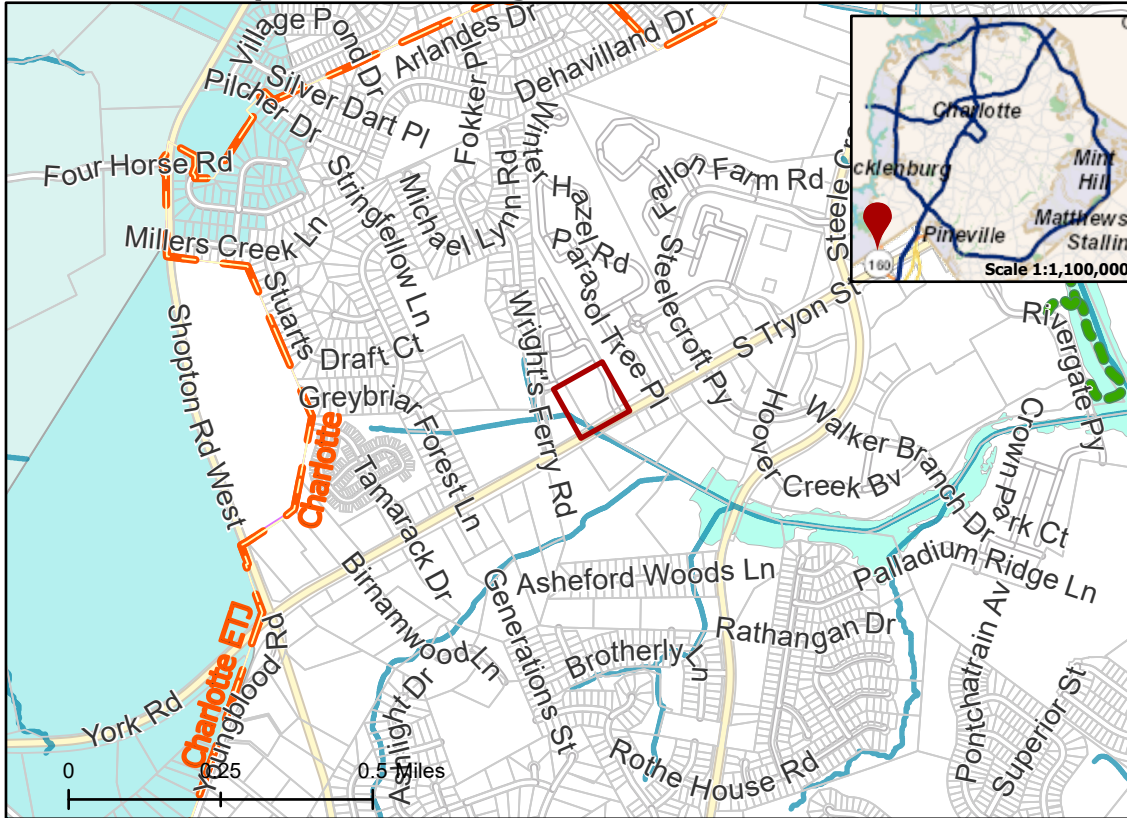 Village Pond Dr
Arlandes Dr
Dehavilland Dr
Silver Dart Pl
Pilcher Dr
Fokker Pl
Winter
Hazel
Rd
Four Horse Rd
Stringfellow Ln
Michael Lynn Rd
Fallon Farm Rd
Steele
Millers Creek Ln
Stuarts
Parasol Tree Pl
Steelecroft Py
S Tryon St
Shopton Rd West
Draft Ct
Wright's Ferry Rd
Greybriar Forest Ln
Hoover Creek Bv
Walker Branch Dr
Rivergate Py
Crown Park Ct
Charlotte
Tamarack Dr
Birnamwood Ln
Generations St
Asheford Woods Ln
Palladium Ridge Ln
Rathangan Dr
Brotherly Ln
Pontchatrain Av
Superior St
Charlotte ETJ
Youngblood Rd
York Rd
Ashlight Dr
Rothe House Rd
0
0.25
0.5 Miles
Charlotte
cklenburg
Mint
Hill
Matthews
Stallin
Pineville
160
Scale 1:1,100,000